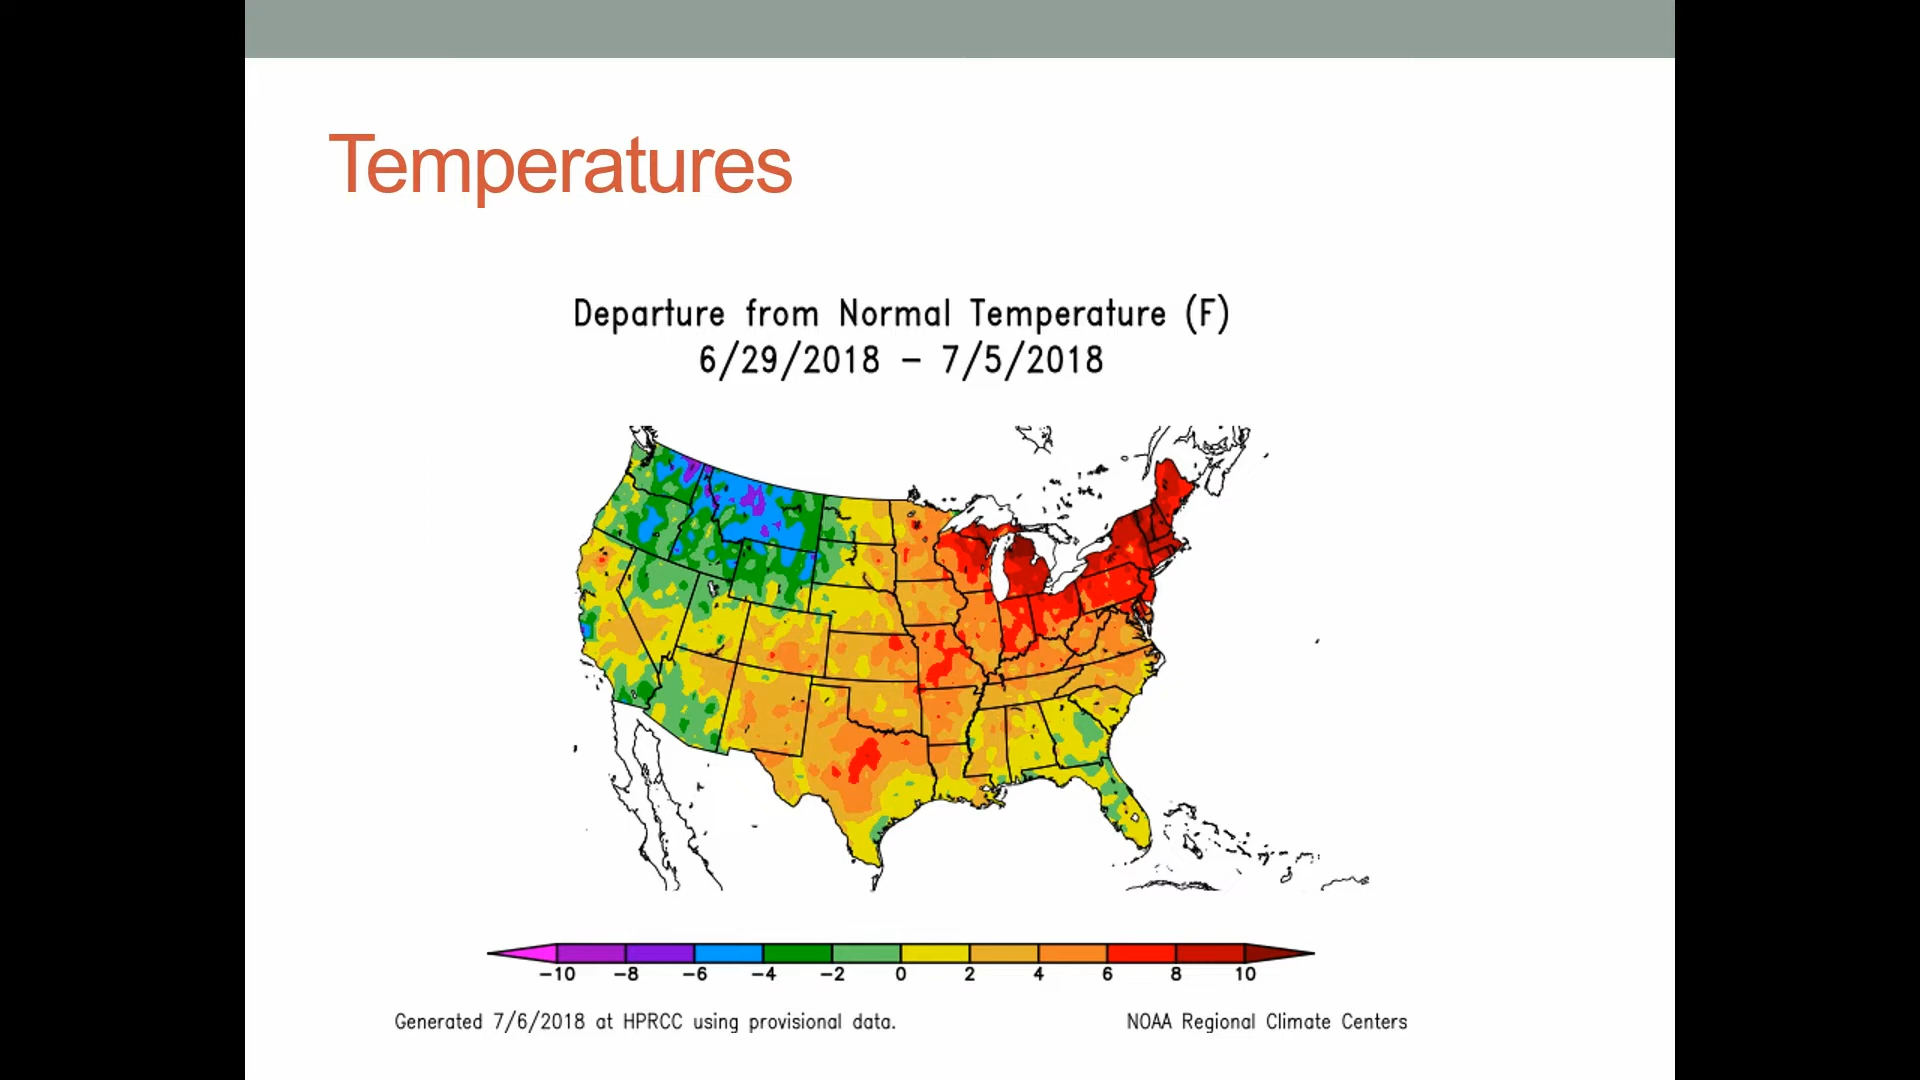 Temperatures
Departure from Normal Temperature (F)
6/29/2018 – 7/5/2018
-10 -8 -6 -4 -2 0 2 4 6 8 10
Generated 7/6/2018 at HPRCC using provisional data.
NOAA Regional Climate Centers